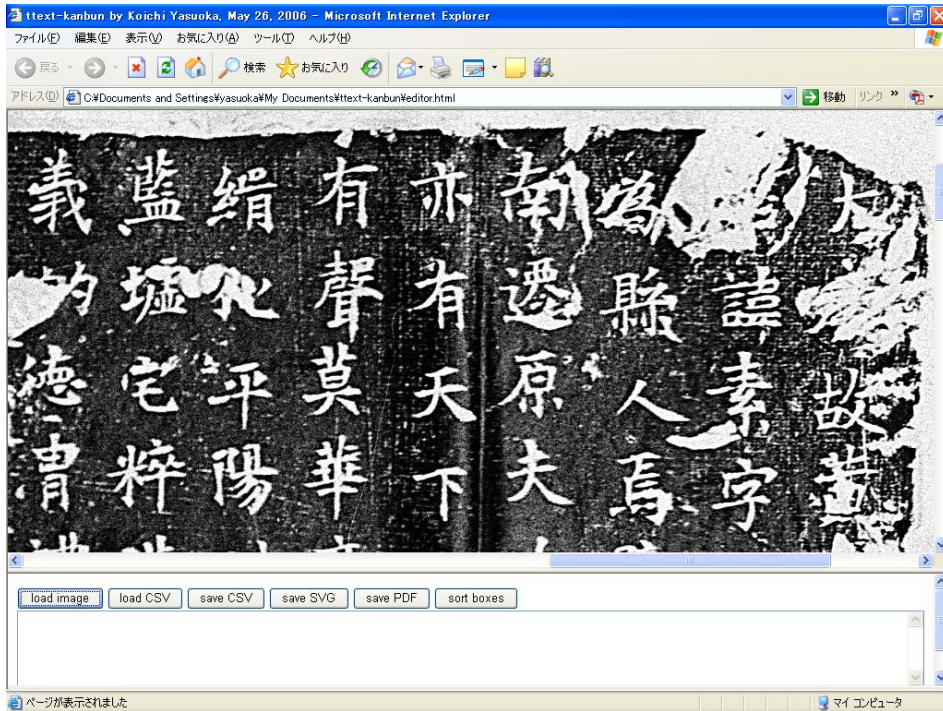 ttext-kanbun by Koichi Yasuoka, May 26, 2006 - Microsoft Internet Explorer
ファイル(F) 編集(E) 表示(V) お気に入り(A) ツール(T) ヘルプ(H)
戻る 検索 お気に入り
アドレス(D) C:¥Documents and Settings¥yasuoka¥My Documents¥ttext-kanbun¥editor.html 移動 リンク »
大 故
諱素字
為縣人焉
南遷原夫
亦有天下
有聲莫華
緝化平陽
藍墟宅粹
義的德胄
load image load CSV save CSV save SVG save PDF sort boxes
ページが表示されました マイ コンピュータ